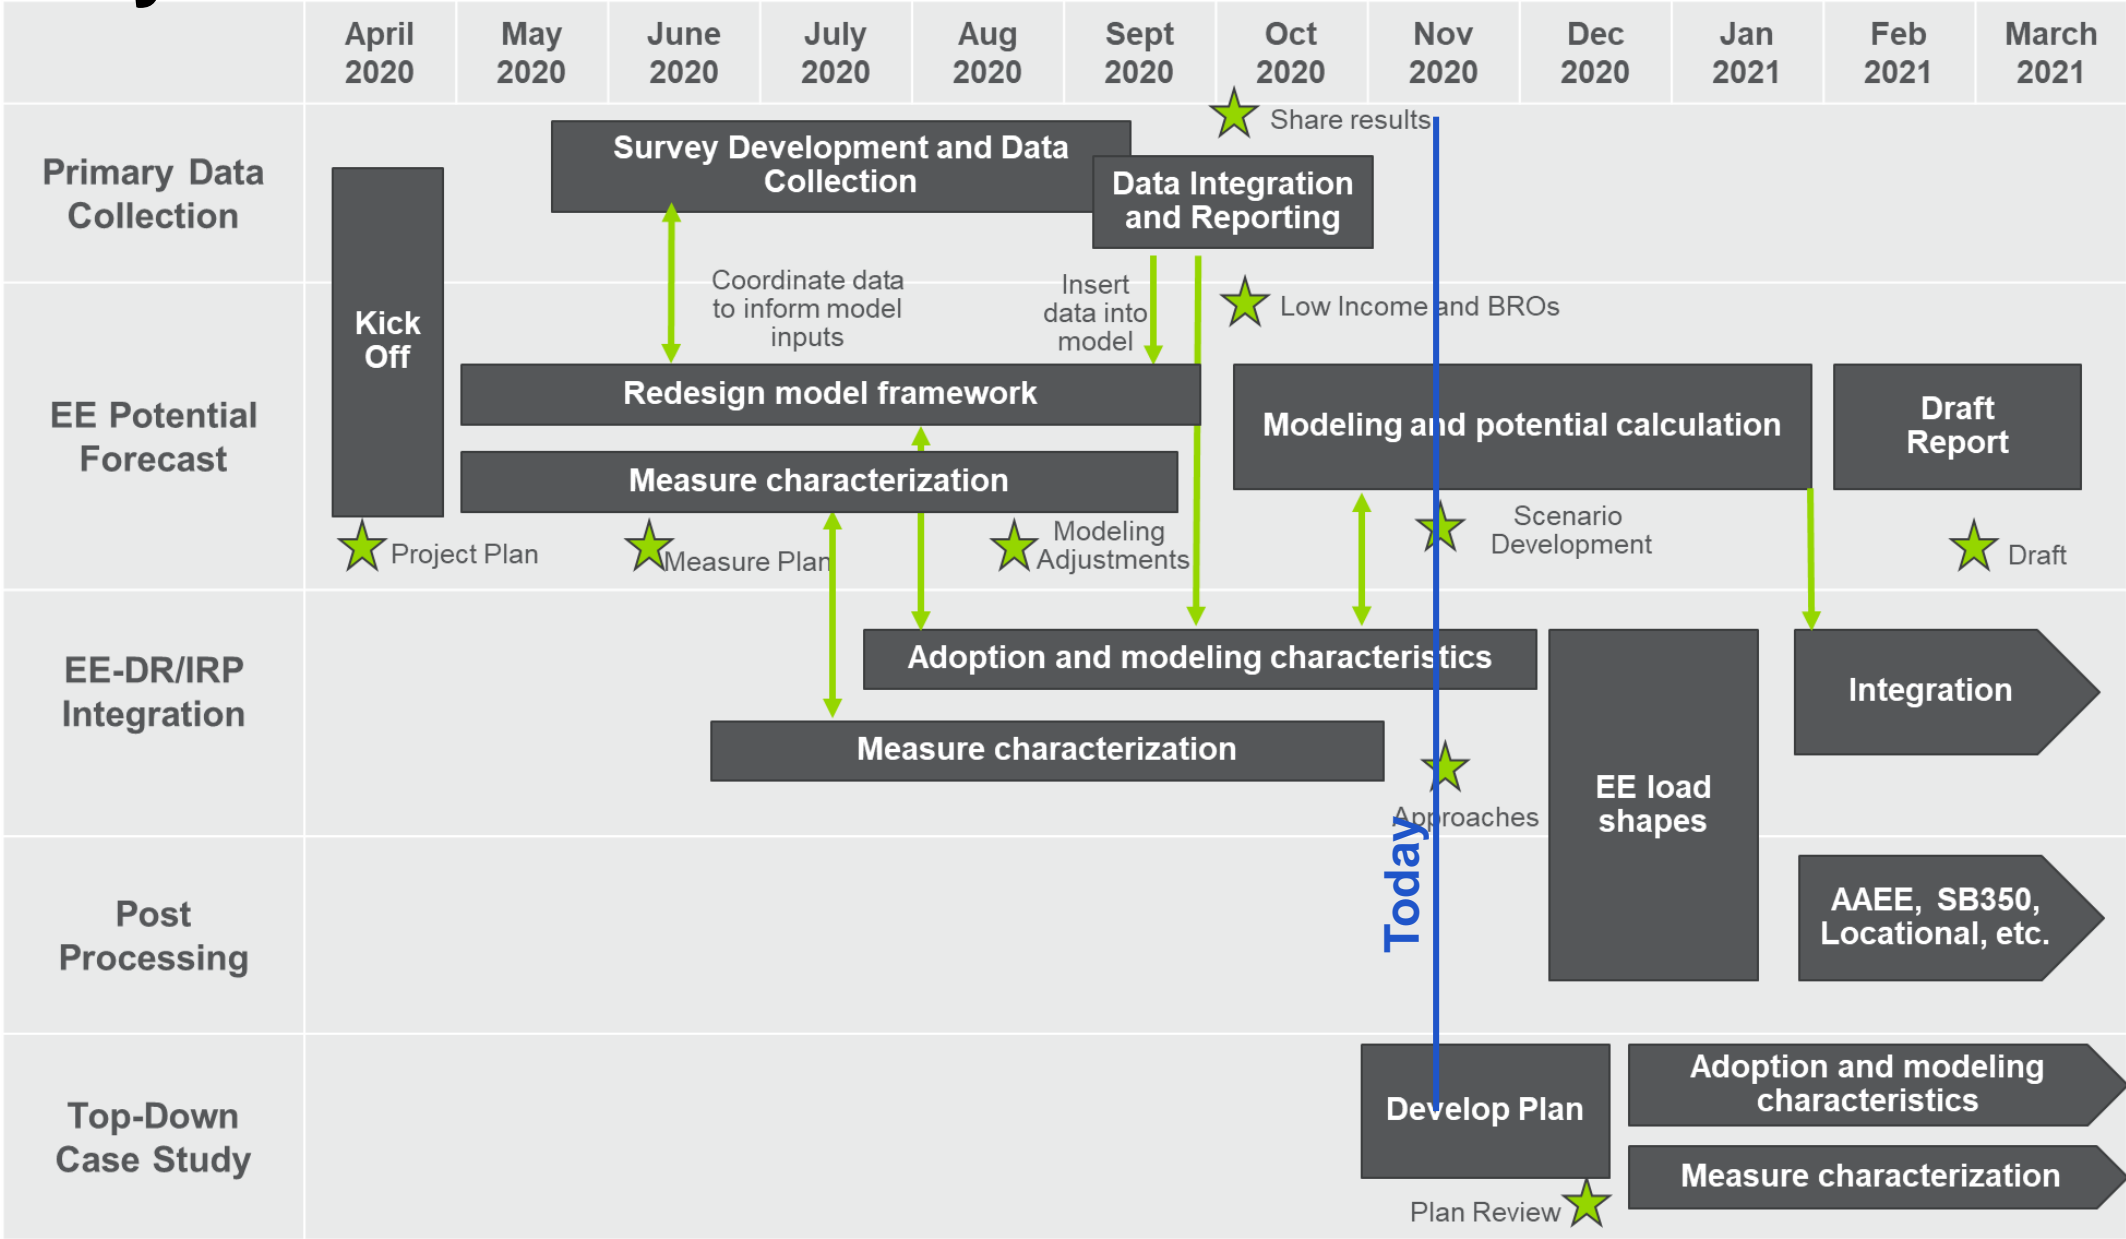 April
2020
May
2020
June
2020
July
2020
Aug
2020
Sept
2020
Oct
2020
Nov
2020
Dec
2020
Jan
2021
Feb
2021
March
2021
Primary Data
Collection
Kick
Off
Survey Development and Data
Collection
Data Integration
and Reporting
Share results
Coordinate data
to inform model
inputs
Insert
data into
model
Low Income and BROs
EE Potential
Forecast
Redesign model framework
Measure characterization
Modeling and potential calculation
Draft
Report
Project Plan
Measure Plan
Modeling
Adjustments
Scenario
Development
Draft
EE-DR/IRP
Integration
Adoption and modeling characteristics
Measure characterization
Approaches
EE load
shapes
Integration
Today
Post
Processing
AAEE, SB350,
Locational, etc.
Top-Down
Case Study
Develop Plan
Plan Review
Adoption and modeling
characteristics
Measure characterization